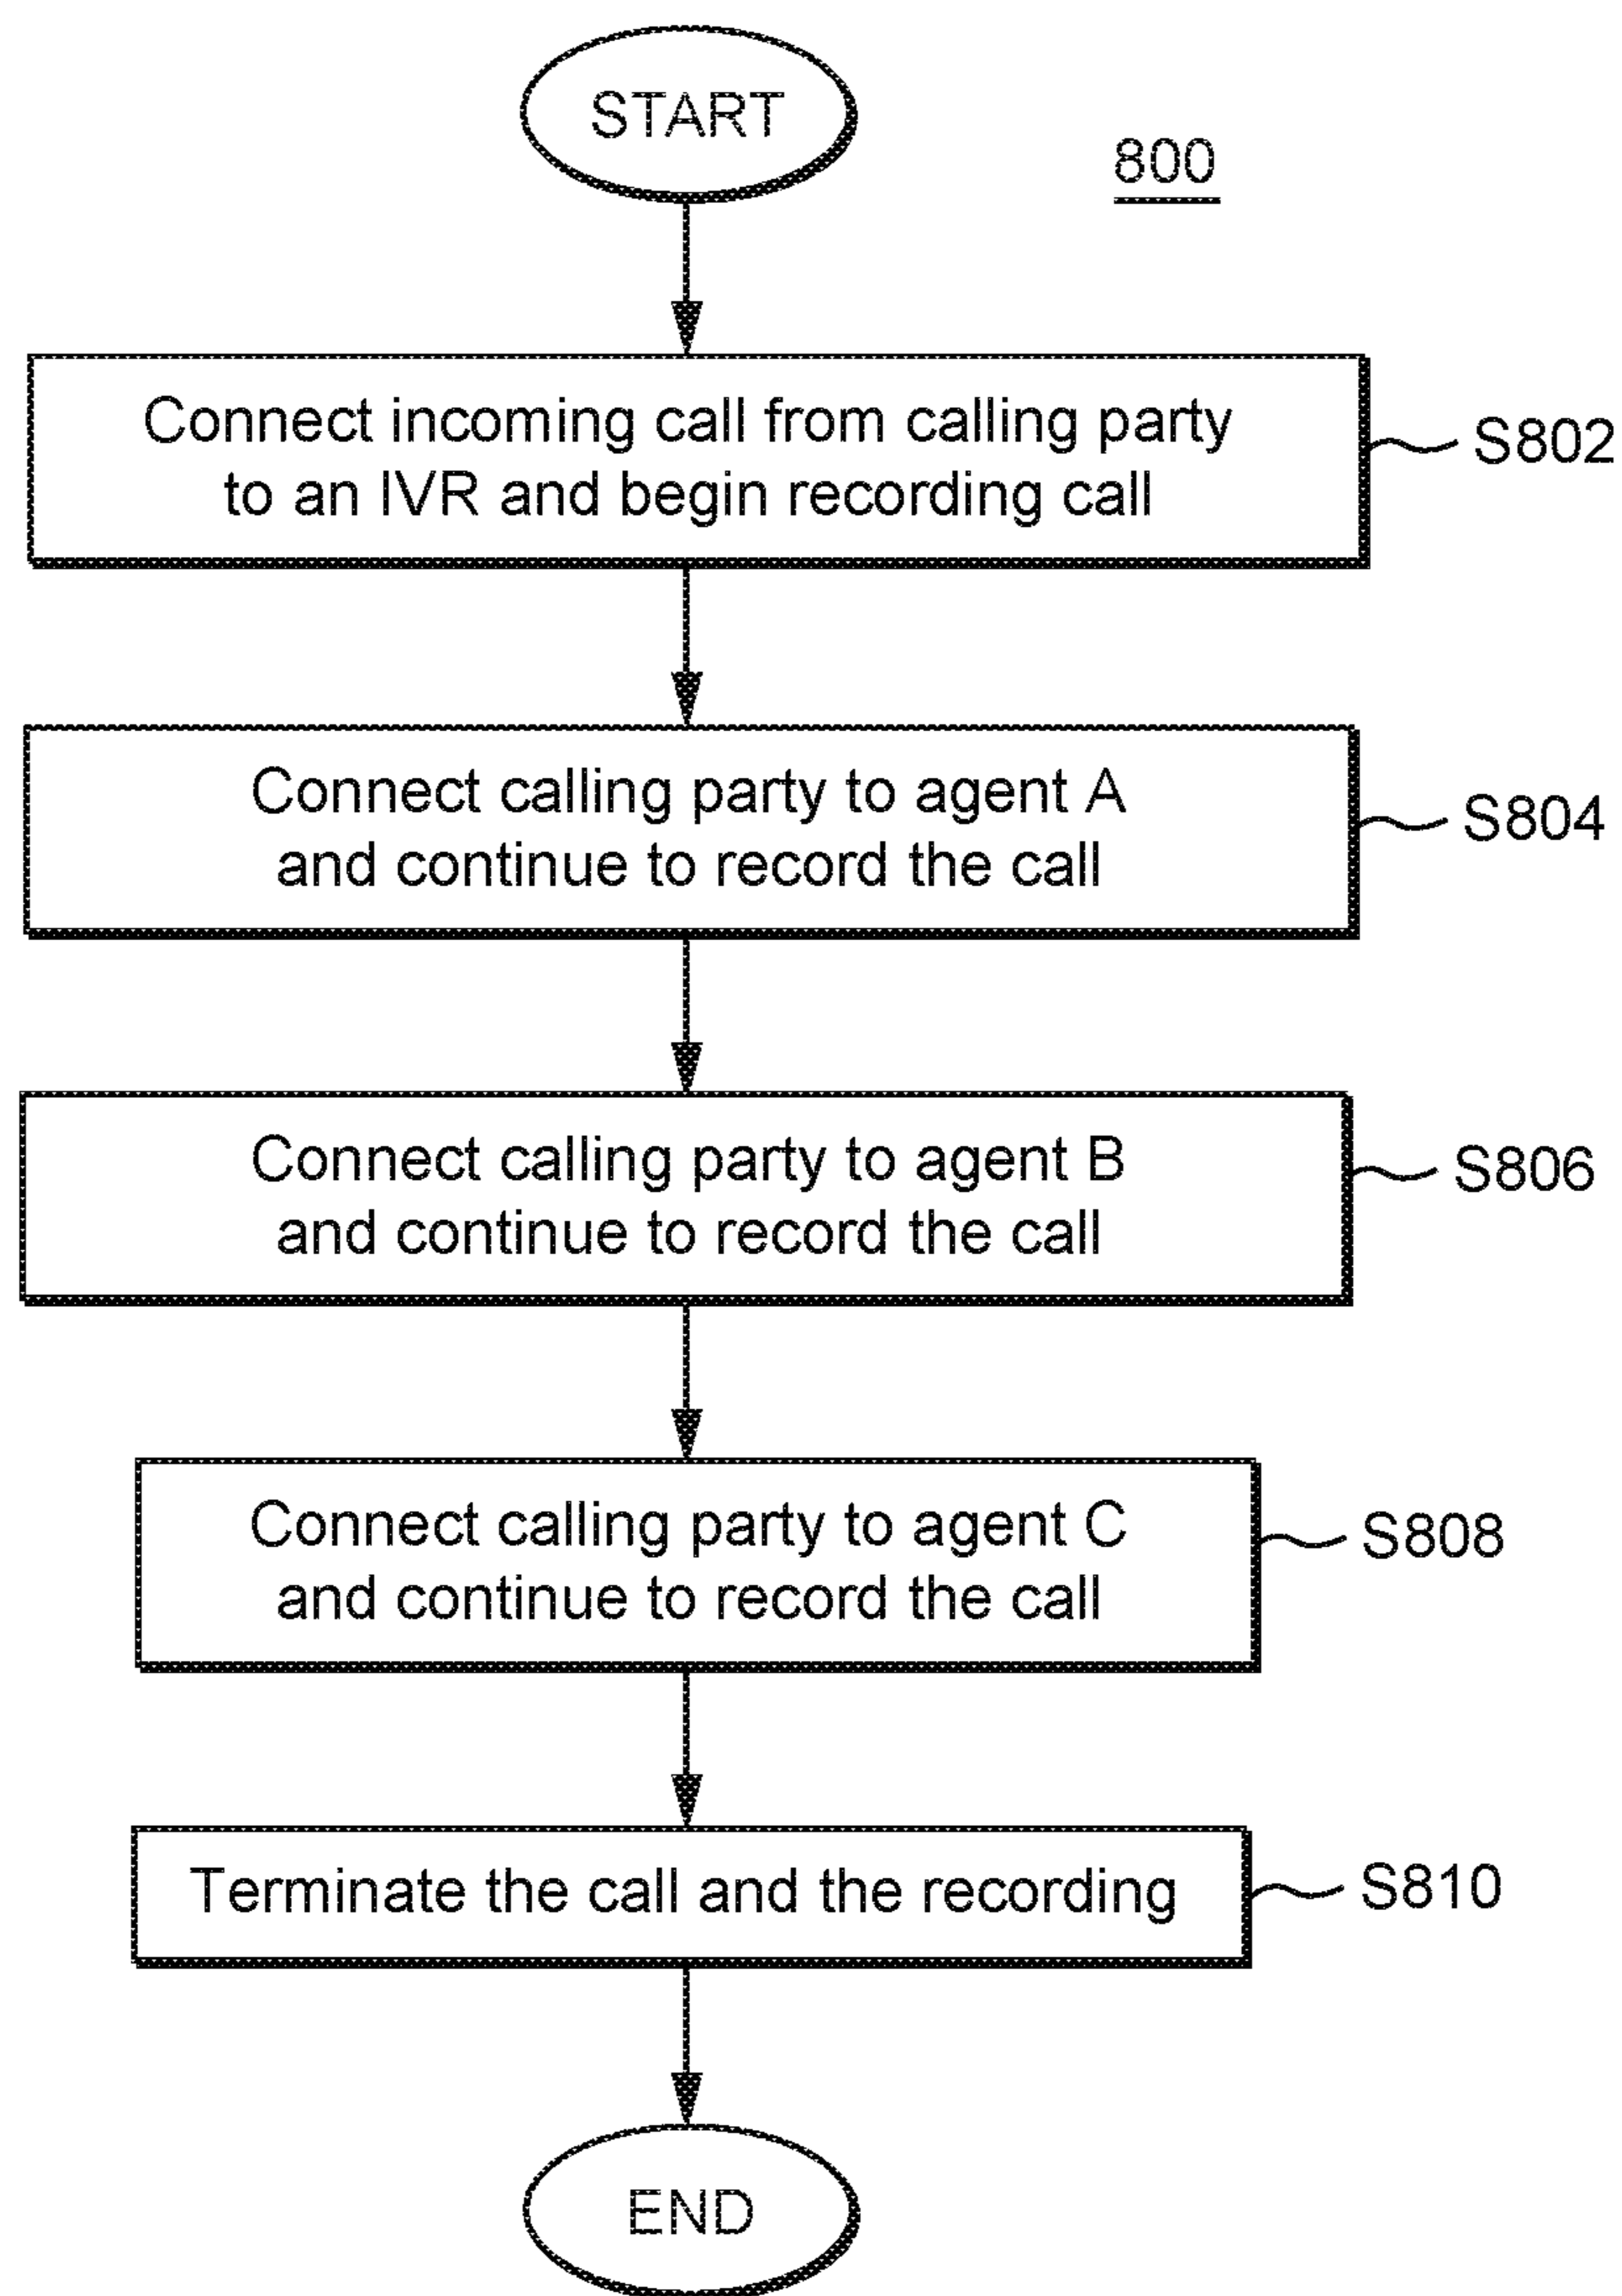 START
800
Connect incoming call from calling party
to an IVR and begin recording call
S802
Connect calling party to agent A
and continue to record the call
S804
Connect calling party to agent B
and continue to record the call
S806
Connect calling party to agent C
and continue to record the call
S808
Terminate the call and the recording
S810
END